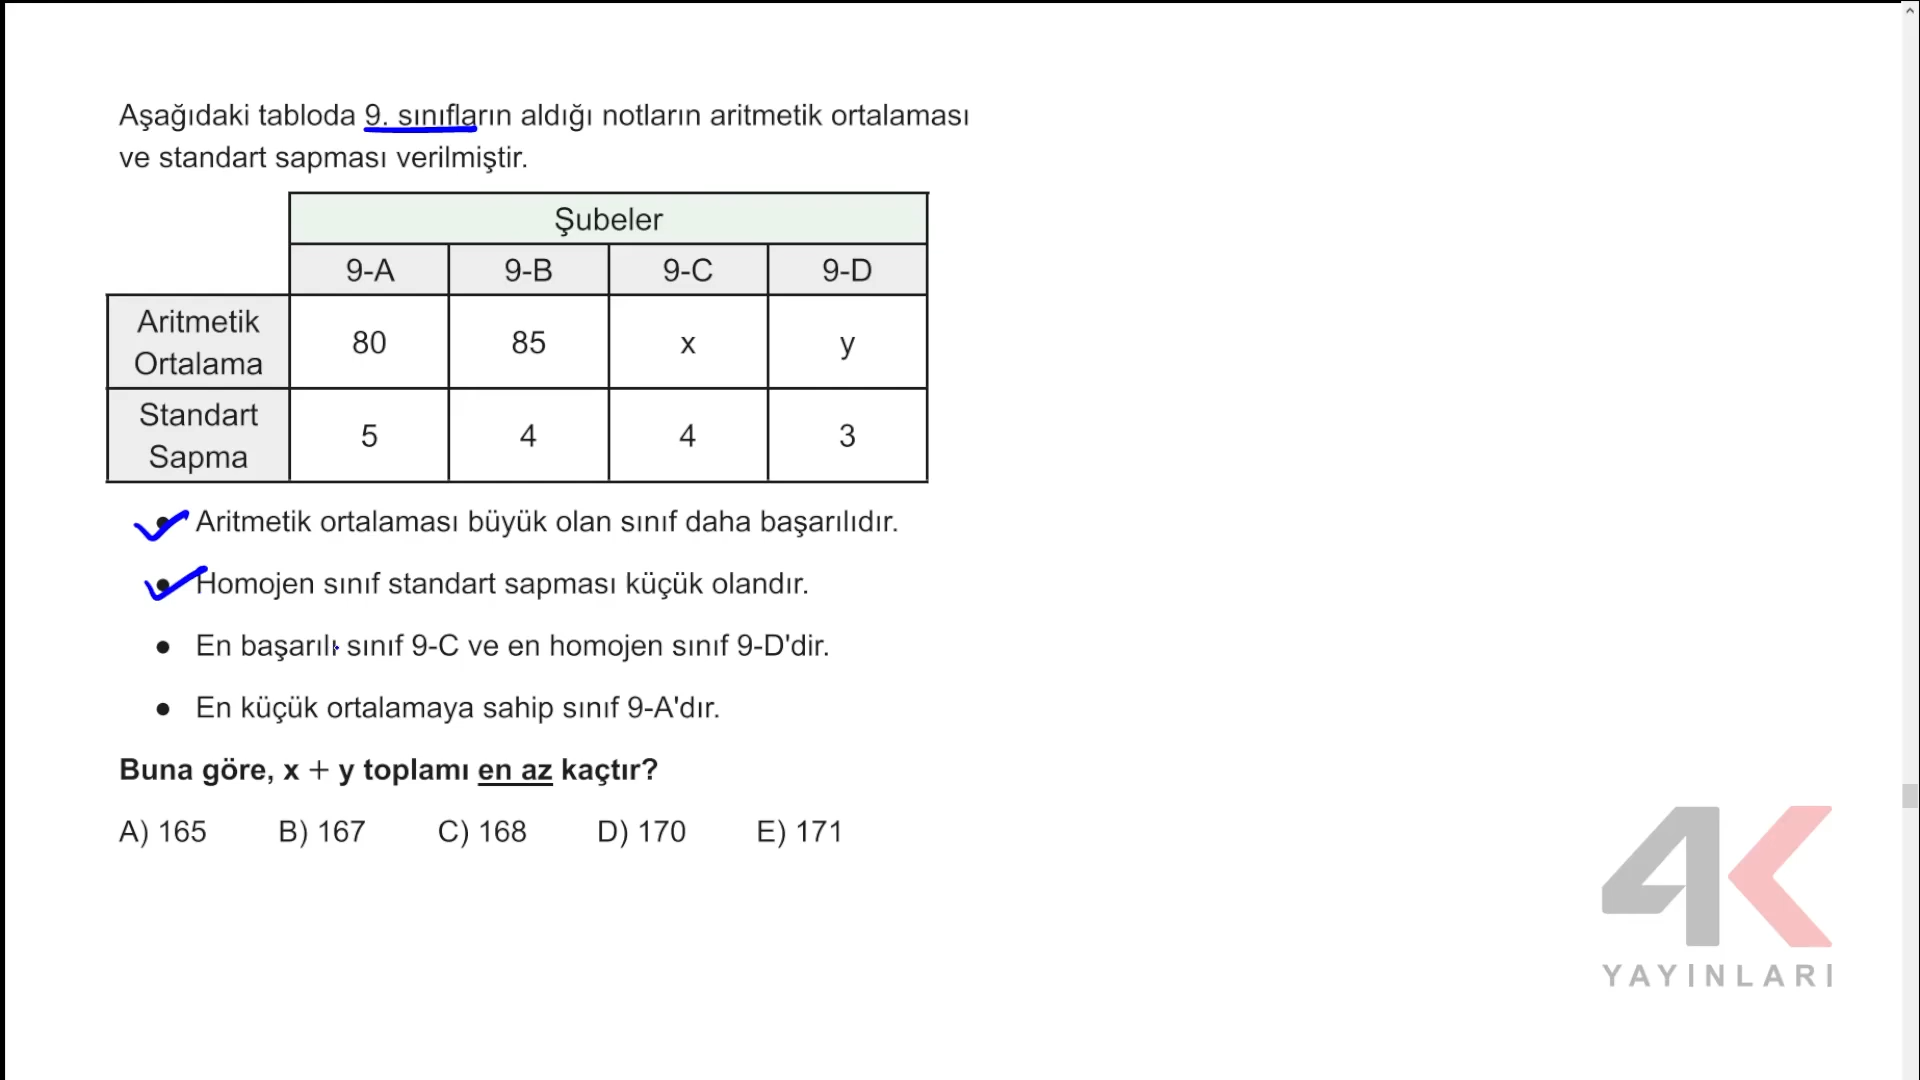 Aşağıdaki tabloda 9. sınıfların aldığı notların aritmetik ortalaması
ve standart sapması verilmiştir.
Şubeler
9-A 9-B 9-C 9-D
Aritmetik Ortalama 80 85 x y
Standart Sapma 5 4 4 3
● Aritmetik ortalaması büyük olan sınıf daha başarılıdır.
● Homojen sınıf standart sapması küçük olandır.
● En başarılı sınıf 9-C ve en homojen sınıf 9-D'dir.
● En küçük ortalamaya sahip sınıf 9-A'dır.
Buna göre, x + y toplamı en az kaçtır?
A) 165 B) 167 C) 168 D) 170 E) 171
4K
YAYINLARI